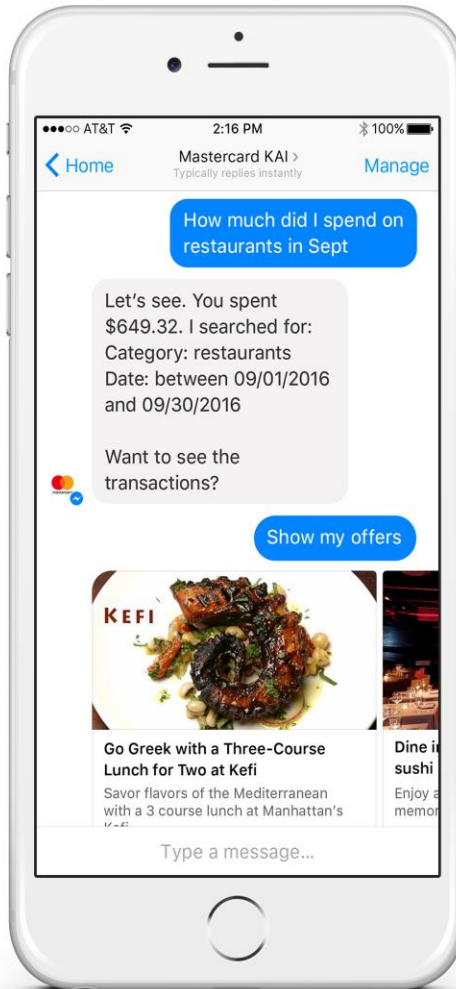 ●●●○○ AT&T 2:16 PM 100%
Home Mastercard KAI > Manage
Typically replies instantly
How much did I spend on
restaurants in Sept
Let's see. You spent
$649.32. I searched for:
Category: restaurants
Date: between 09/01/2016
and 09/30/2016
Want to see the
transactions?
Show my offers
KEFI
Go Greek with a Three-Course
Lunch for Two at Kefi
Savor flavors of the Mediterranean
with a 3 course lunch at Manhattan's
Dine i
sushi
Enjoy a
memor
Type a message...